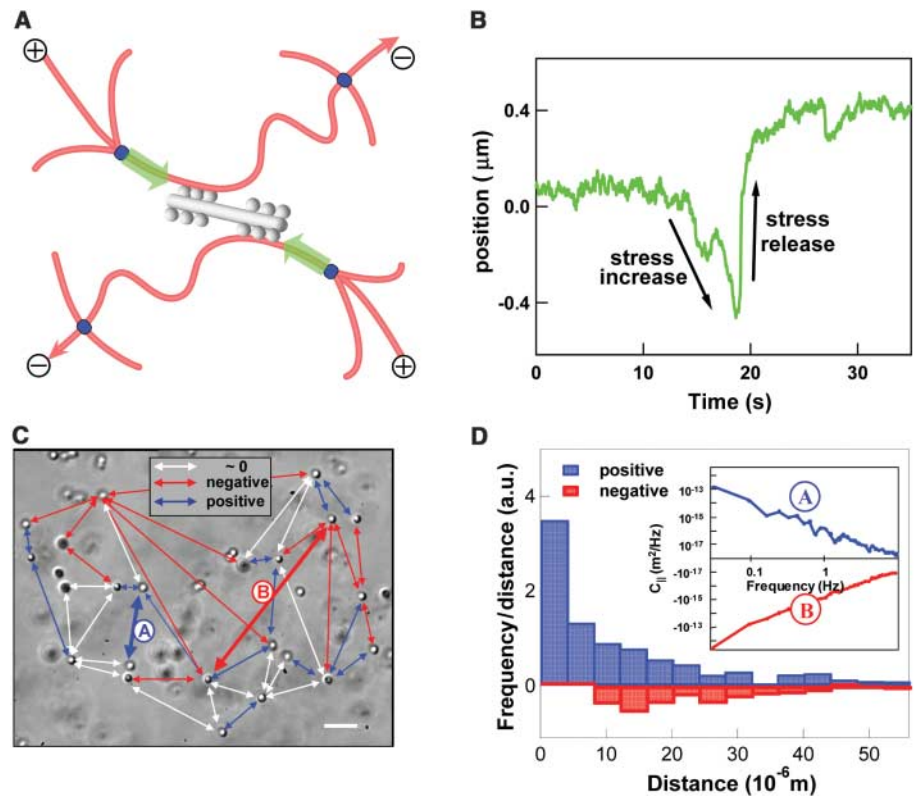 A
+
−
−
+
B
position ( μm)
0.4
0.0
-0.4
stress
increase
stress
release
0
10
20
30
Time (s)
C
~ 0
negative
positive
A
B
D
positive
negative
Frequency/distance (a.u.)
4
2
0
0
10
20
30
40
50
Distance (10⁻⁶m)
C|| (m²/Hz)
10⁻¹³
10⁻¹⁵
10⁻¹⁷
-10⁻¹⁷
-10⁻¹⁵
-10⁻¹³
0.1
1
Frequency (Hz)
A
B